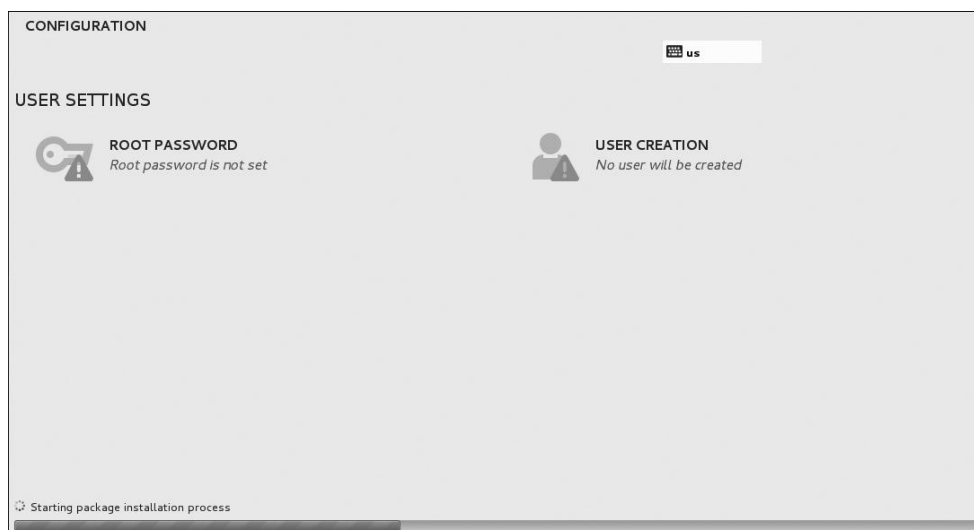 CONFIGURATION
us
USER SETTINGS
ROOT PASSWORD
Root password is not set
USER CREATION
No user will be created
Starting package installation process